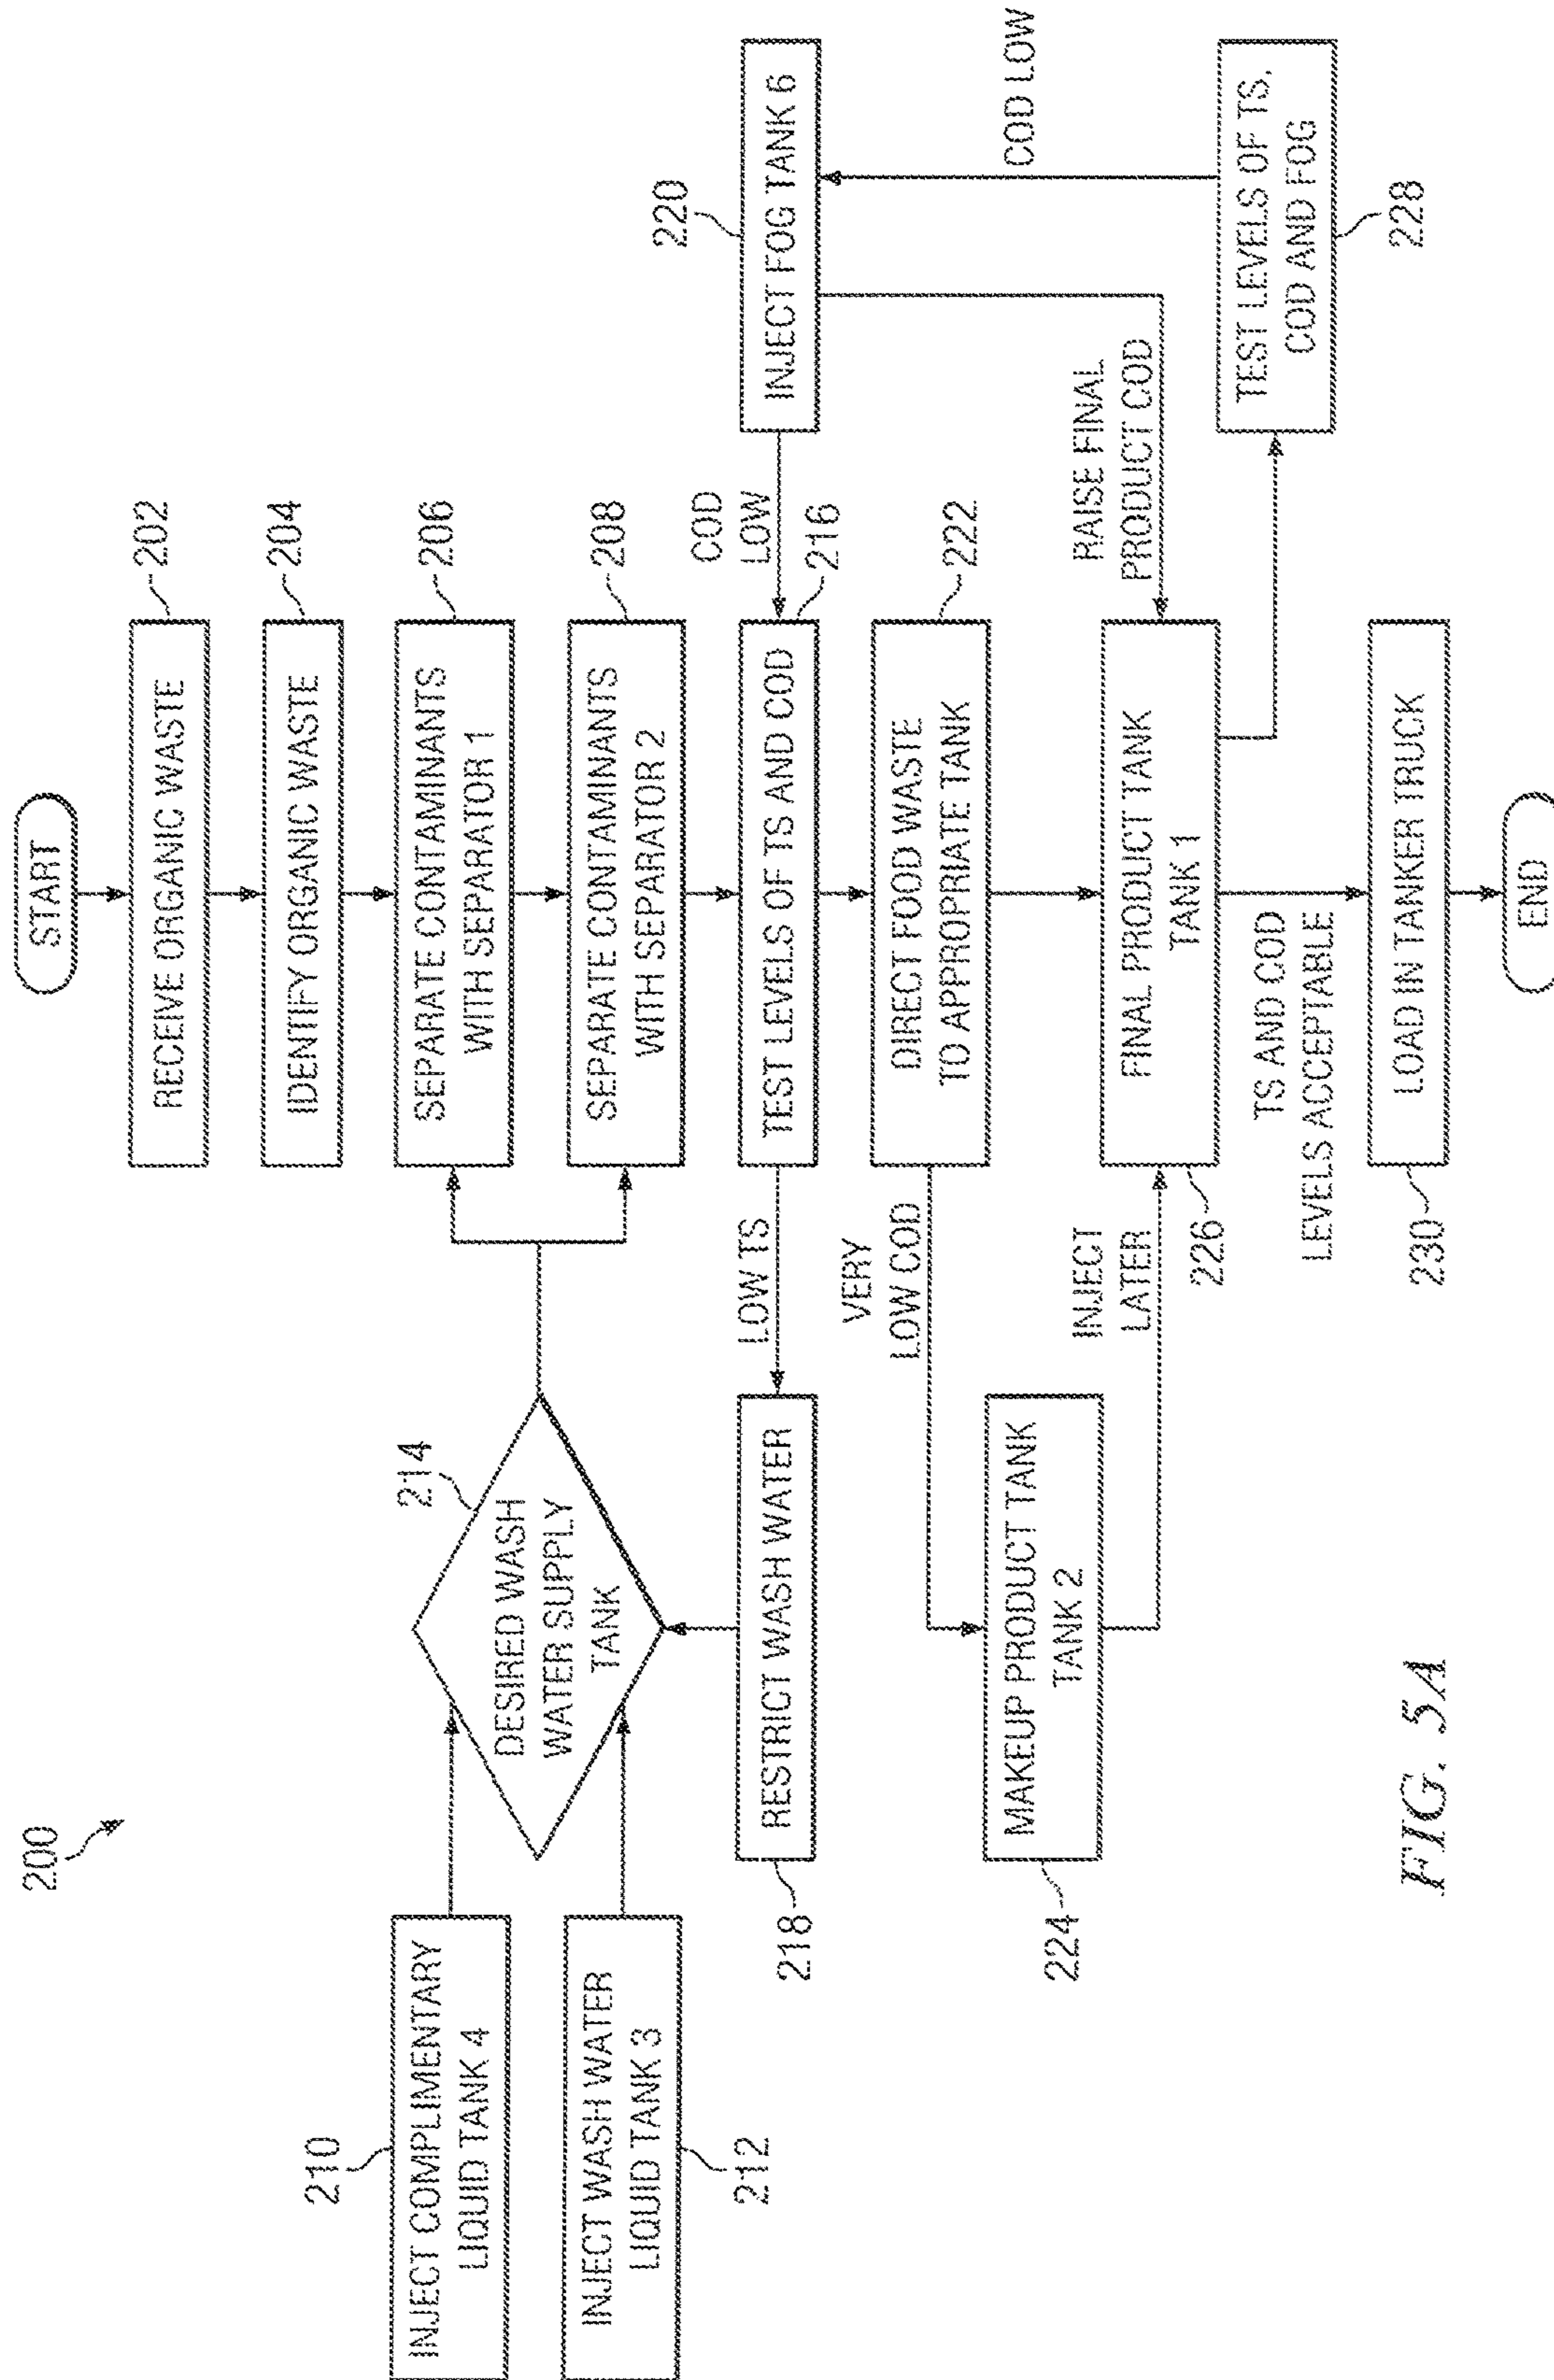 200
START
RECEIVE ORGANIC WASTE
202
IDENTIFY ORGANIC WASTE
204
SEPARATE CONTAMINANTS
WITH SEPARATOR 1
206
SEPARATE CONTAMINANTS
WITH SEPARATOR 2
208
210
INJECT COMPLIMENTARY
LIQUID TANK 4
INJECT WASH WATER
LIQUID TANK 3
212
214
DESIRED WASH
WATER SUPPLY
TANK
TEST LEVELS OF TS AND COD
216
LOW TS
RESTRICT WASH WATER
218
COD
LOW
220
INJECT FOG TANK 6
DIRECT FOOD WASTE
TO APPROPRIATE TANK
222
VERY
LOW COD
MAKEUP PRODUCT TANK
TANK 2
224
INJECT
LATER
FINAL PRODUCT TANK
TANK 1
226
RAISE FINAL
PRODUCT COD
COD LOW
TEST LEVELS OF TS,
COD AND FOG
228
TS AND COD
LEVELS ACCEPTABLE
LOAD IN TANKER TRUCK
230
END
FIG. 5A